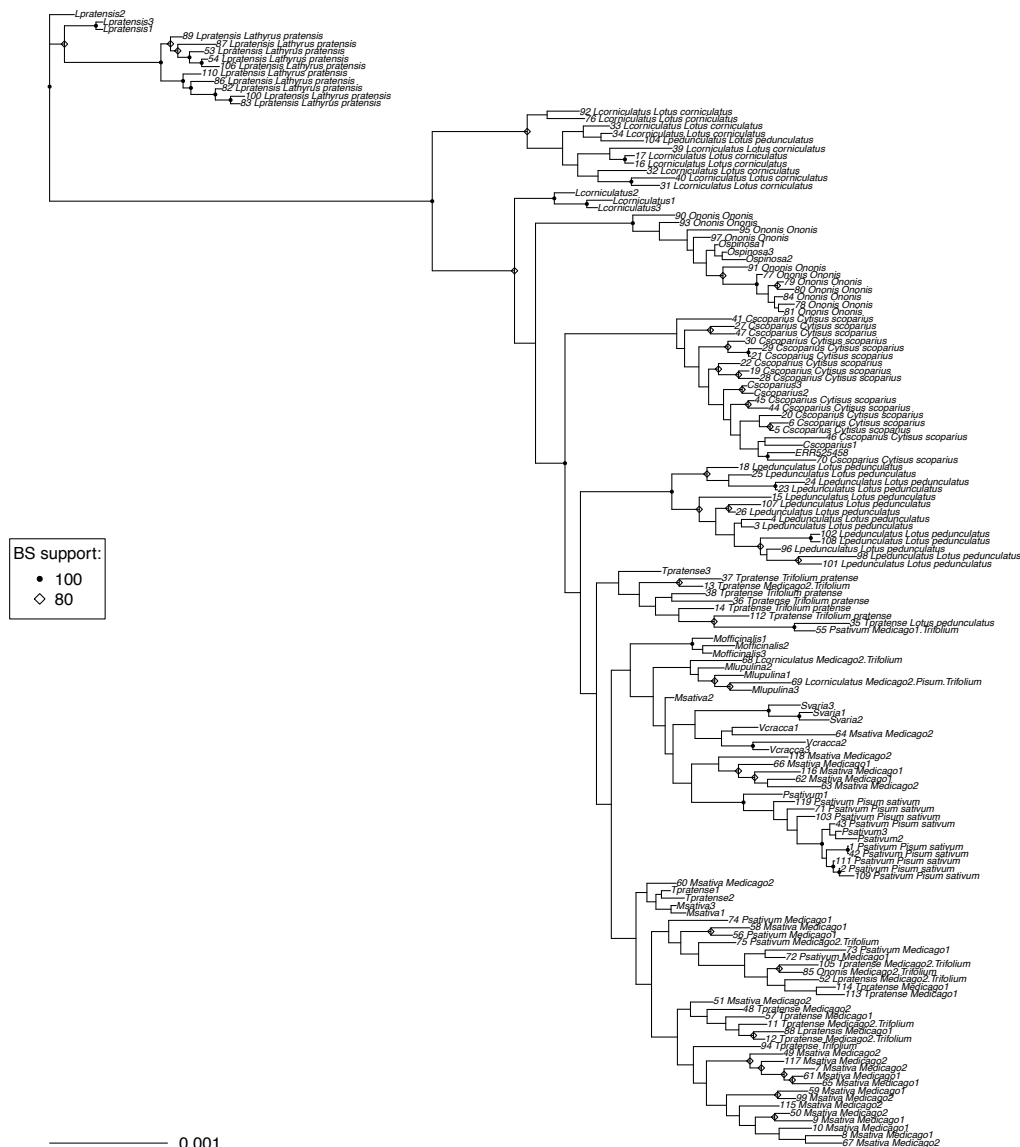 Lpratensis2
Lpratensis3
Lpratensis1
89 Lpratensis Lathyrus pratensis
87 Lpratensis Lathyrus pratensis
53 Lpratensis Lathyrus pratensis
54 Lpratensis Lathyrus pratensis
106 Lpratensis Lathyrus pratensis
110 Lpratensis Lathyrus pratensis
86 Lpratensis Lathyrus pratensis
82 Lpratensis Lathyrus pratensis
100 Lpratensis Lathyrus pratensis
83 Lpratensis Lathyrus pratensis
92 Lcorniculatus Lotus corniculatus
76 Lcorniculatus Lotus corniculatus
33 Lcorniculatus Lotus corniculatus
34 Lcorniculatus Lotus corniculatus
104 Lpedunculatus Lotus pedunculatus
39 Lcorniculatus Lotus corniculatus
17 Lcorniculatus Lotus corniculatus
16 Lcorniculatus Lotus corniculatus
32 Lcorniculatus Lotus corniculatus
40 Lcorniculatus Lotus corniculatus
31 Lcorniculatus Lotus corniculatus
Lcorniculatus2
Lcorniculatus1
Lcorniculatus3
90 Ononis Ononis
93 Ononis Ononis
95 Ononis Ononis
97 Ononis Ononis
Ospinosa1
Ospinosa3
Ospinosa2
91 Ononis Ononis
77 Ononis Ononis
79 Ononis Ononis
80 Ononis Ononis
84 Ononis Ononis
78 Ononis Ononis
81 Ononis Ononis
41 Cscoparius Cytisus scoparius
27 Cscoparius Cytisus scoparius
47 Cscoparius Cytisus scoparius
30 Cscoparius Cytisus scoparius
29 Cscoparius Cytisus scoparius
21 Cscoparius Cytisus scoparius
22 Cscoparius Cytisus scoparius
19 Cscoparius Cytisus scoparius
28 Cscoparius Cytisus scoparius
Cscoparius3
Cscoparius2
45 Cscoparius Cytisus scoparius
44 Cscoparius Cytisus scoparius
20 Cscoparius Cytisus scoparius
6 Cscoparius Cytisus scoparius
5 Cscoparius Cytisus scoparius
46 Cscoparius Cytisus scoparius
Cscoparius1
ERR525458
70 Cscoparius Cytisus scoparius
18 Lpedunculatus Lotus pedunculatus
25 Lpedunculatus Lotus pedunculatus
24 Lpedunculatus Lotus pedunculatus
23 Lpedunculatus Lotus pedunculatus
15 Lpedunculatus Lotus pedunculatus
107 Lpedunculatus Lotus pedunculatus
26 Lpedunculatus Lotus pedunculatus
4 Lpedunculatus Lotus pedunculatus
3 Lpedunculatus Lotus pedunculatus
102 Lpedunculatus Lotus pedunculatus
108 Lpedunculatus Lotus pedunculatus
96 Lpedunculatus Lotus pedunculatus
98 Lpedunculatus Lotus pedunculatus
101 Lpedunculatus Lotus pedunculatus
BS support:
100
80
Tpratense3
37 Tpratense Trifolium pratense
13 Tpratense Medicago2.Trifolium
38 Tpratense Trifolium pratense
36 Tpratense Trifolium pratense
14 Tpratense Trifolium pratense
112 Tpratense Trifolium pratense
35 Tpratense Lotus pedunculatus
55 Psativum Medicago1.Trifolium
Mofficinalis1
Mofficinalis2
Mofficinalis3
68 Lcorniculatus Medicago2.Trifolium
Mlupulina2
Mlupulina1
69 Lcorniculatus Medicago2.Pisum.Trifolium
Mlupulina3
Msativa2
Svaria3
Svaria1
Svaria2
Vcracca1
64 Msativa Medicago2
Vcracca2
Vcracca3
118 Msativa Medicago2
66 Msativa Medicago1
116 Msativa Medicago1
62 Msativa Medicago1
63 Msativa Medicago2
Psativum1
119 Psativum Pisum sativum
71 Psativum Pisum sativum
103 Psativum Pisum sativum
43 Psativum Pisum sativum
Psativum3
Psativum2
1 Psativum Pisum sativum
42 Psativum Pisum sativum
111 Psativum Pisum sativum
2 Psativum Pisum sativum
109 Psativum Pisum sativum
60 Msativa Medicago2
Tpratense1
Tpratense2
Msativa3
Msativa1
74 Psativum Medicago1
58 Msativa Medicago1
56 Psativum Medicago1
75 Psativum Medicago2.Trifolium
73 Psativum Medicago1
72 Psativum Medicago1
105 Tpratense Medicago2.Trifolium
85 Ononis Medicago2.Trifolium
52 Lpratensis Medicago2.Trifolium
114 Tpratense Medicago1
113 Tpratense Medicago1
51 Msativa Medicago2
48 Tpratense Medicago2
57 Tpratense Medicago1
11 Tpratense Medicago2.Trifolium
88 Lpratensis Medicago1
12 Tpratense Medicago2.Trifolium
94 Tpratense Trifolium
49 Msativa Medicago2
117 Msativa Medicago2
7 Msativa Medicago2
61 Msativa Medicago1
65 Msativa Medicago1
59 Msativa Medicago1
99 Msativa Medicago2
115 Msativa Medicago2
50 Msativa Medicago2
9 Msativa Medicago1
10 Msativa Medicago1
8 Msativa Medicago1
67 Msativa Medicago2
0.001